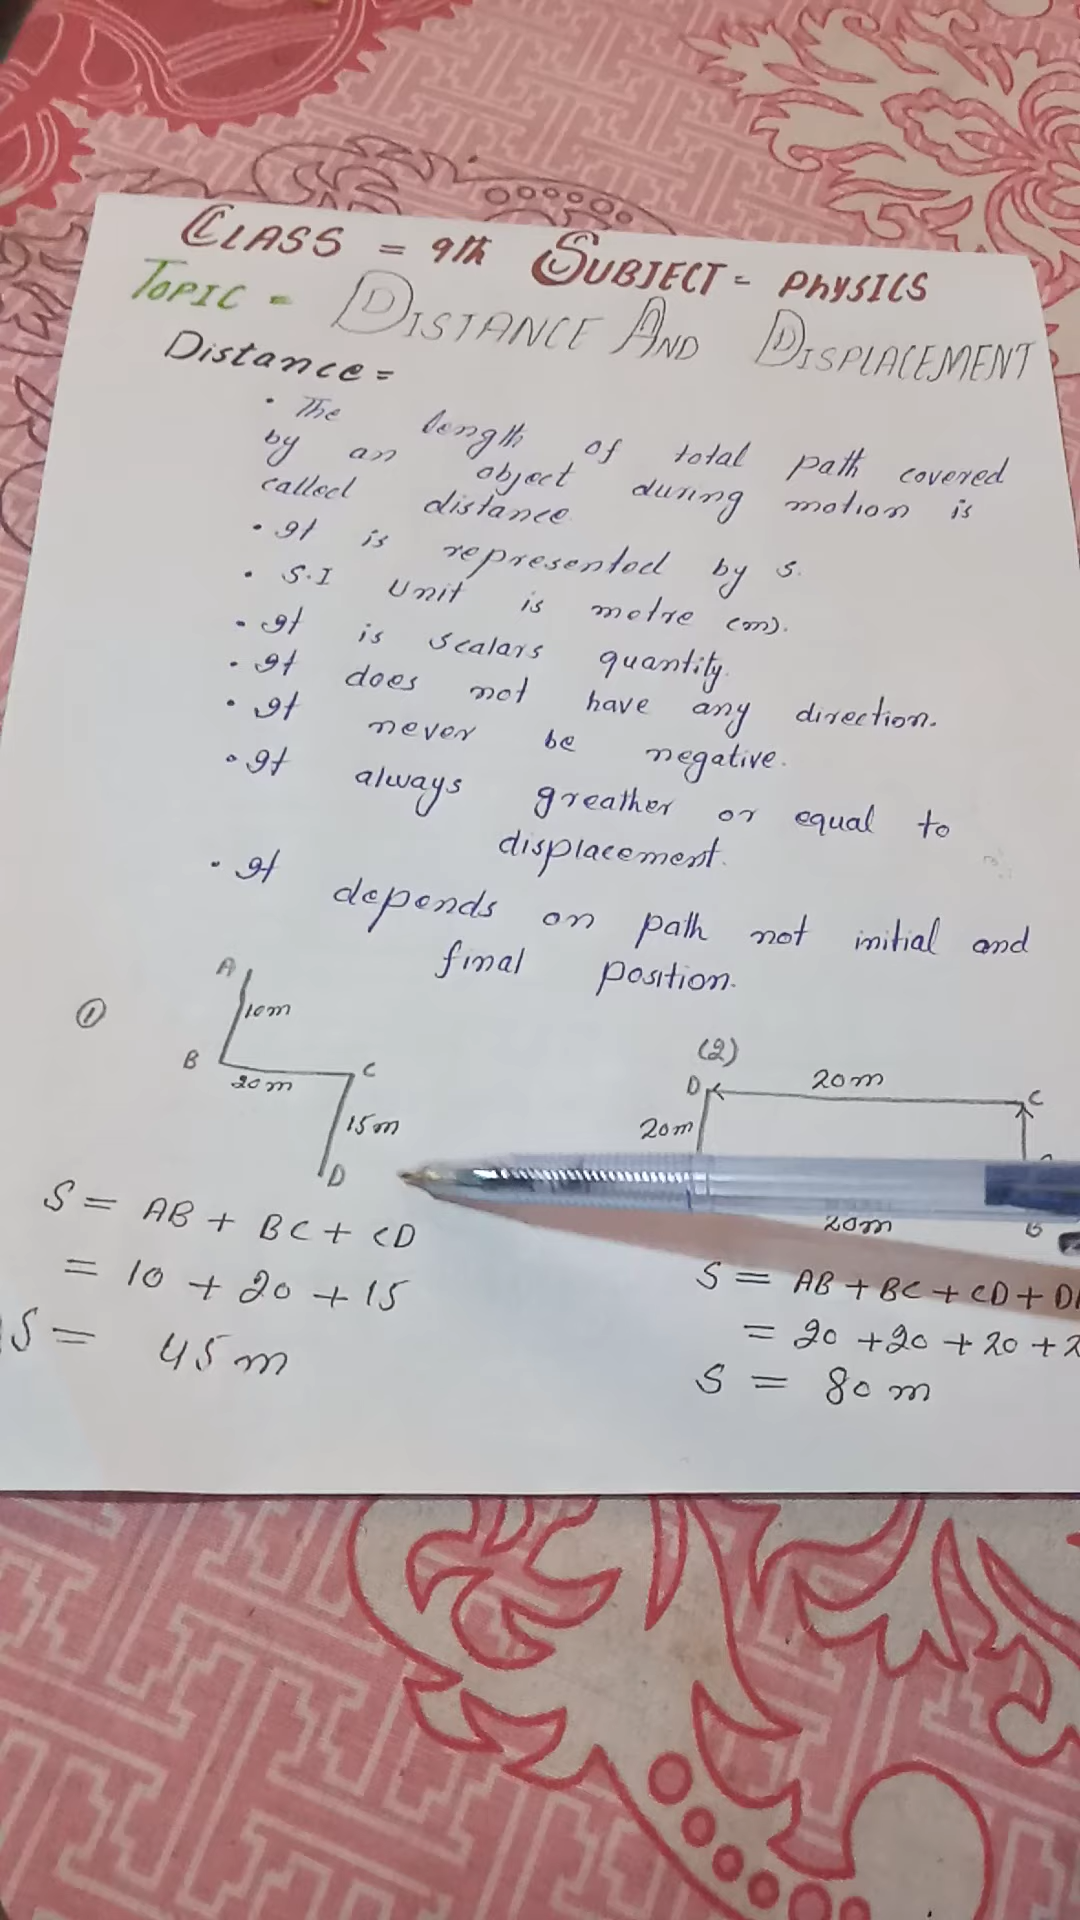 CLASS = 9th SUBJECT = PhYSICS
TOPIC = DISTANCE AND DISPLACEMENT
Distance =
• The length of total path covered
by an object during motion is
called distance
• It is represented by s.
• S.I Unit is metre (m).
• It is scalars quantity.
• It does not have any direction.
• It never be negative.
• It always greather or equal to
displacement.
• It depends on path not initial and
final position.
①
A
10m
B
20m
C
15m
D
S = AB + BC + CD
= 10 + 20 + 15
S = 45m
(2)
D
20m
C
20m
20m
B
S = AB + BC + CD + D
= 20 + 20 + 20 + 2
S = 80 m